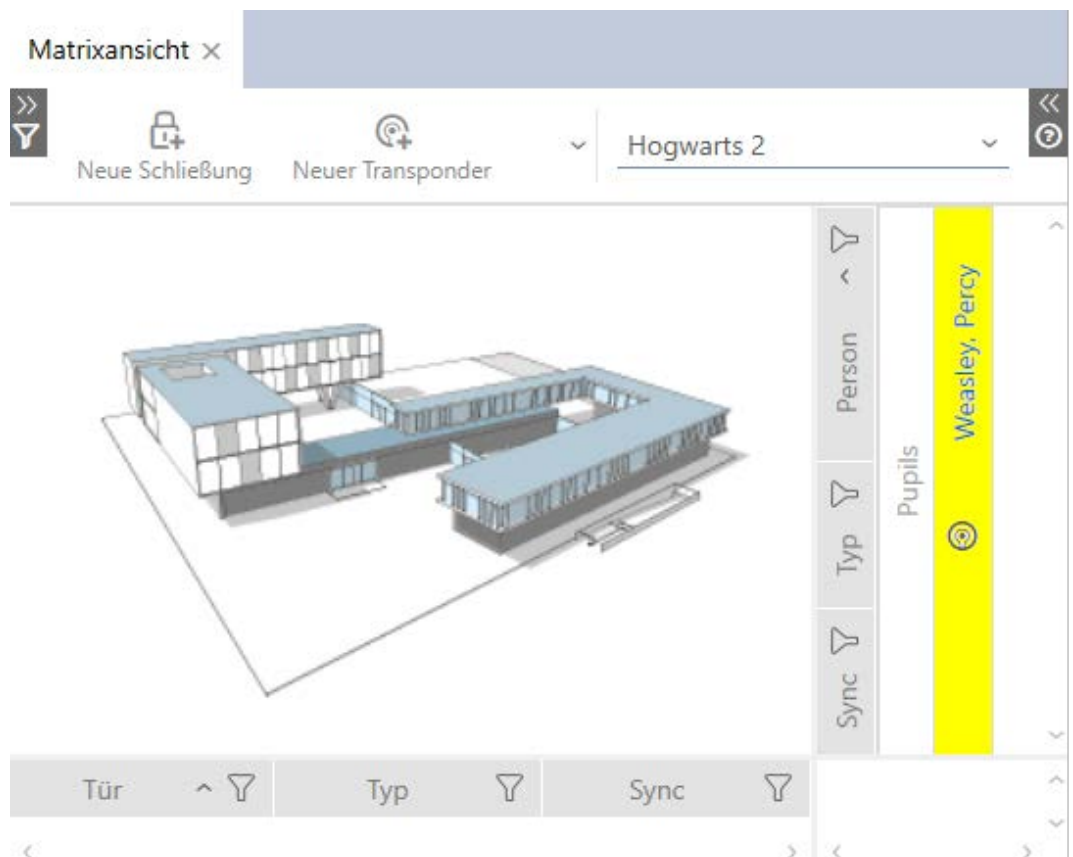 Matrixansicht
Neue Schließung
Neuer Transponder
Hogwarts 2
Person
Typ
Sync
Pupils
Weasley, Percy
Tür
Typ
Sync